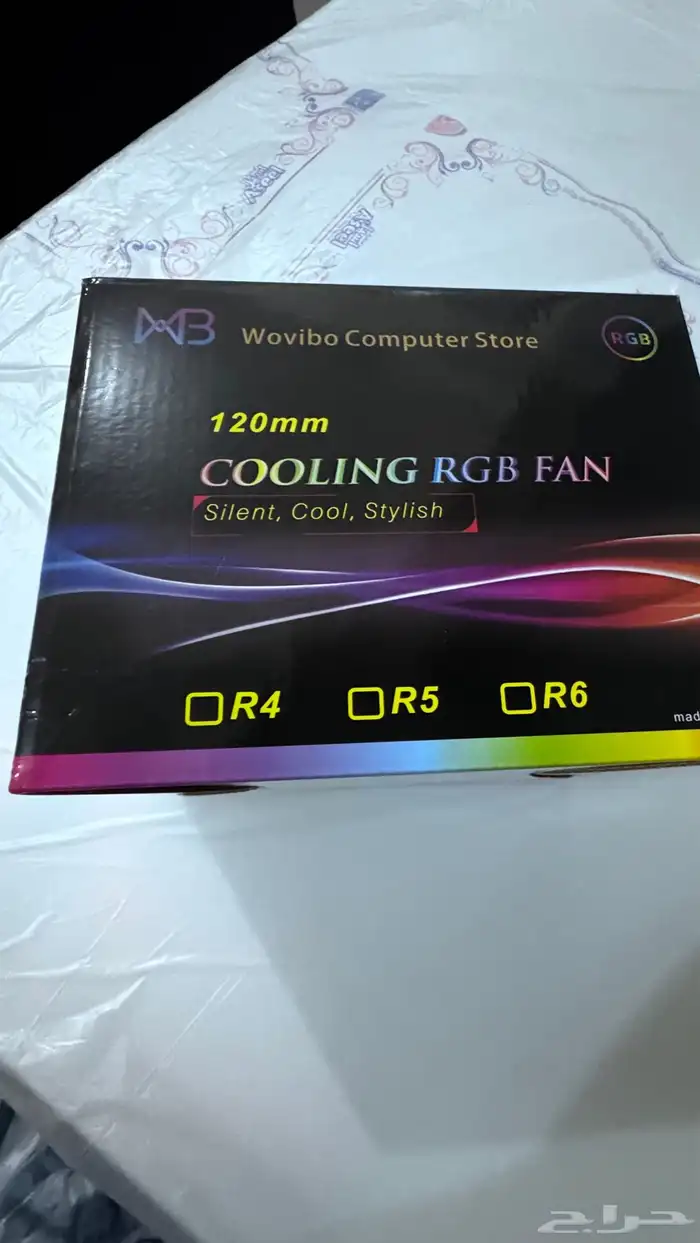 WB Wovibo Computer Store RGB
120mm
COOLING RGB FAN
Silent, Cool, Stylish
R4 R5 R6
حراج